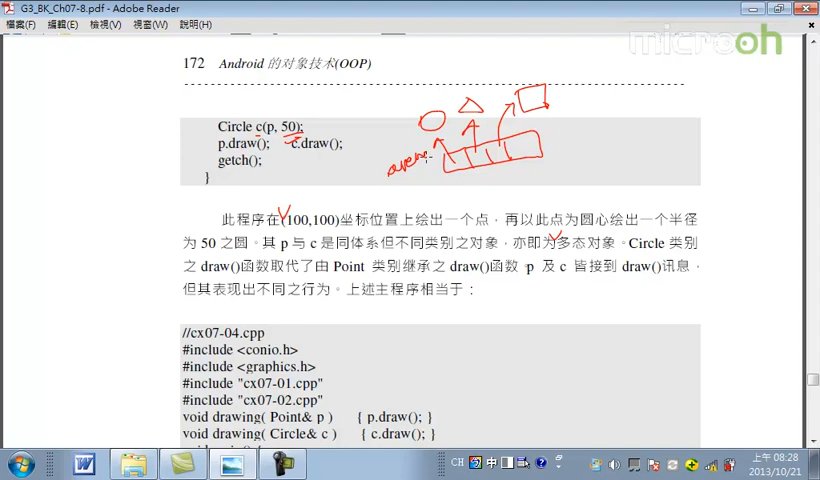 G3_BK_Ch07-8.pdf - Adobe Reader
檔案(F) 編輯(E) 檢視(V) 視窗(W) 說明(H)
microoh
172 Android 的对象技术(OOP)
Circle c(p, 50);
p.draw(); c.draw();
getch();
}
此程序在(100,100)坐标位置上绘出一个点，再以此点为圆心绘出一个半径
为 50 之圆。其 p 与 c 是同体系但不同类别之对象，亦即为多态对象。Circle 类别
之 draw()函数取代了由 Point 类别继承之 draw()函数 p 及 c 皆接到 draw()讯息，
但其表现出不同之行为。上述主程序相当于：
//cx07-04.cpp
#include <conio.h>
#include <graphics.h>
#include "cx07-01.cpp"
#include "cx07-02.cpp"
void drawing( Point& p ) { p.draw(); }
void drawing( Circle& c ) { c.draw(); }
CH 中
上午 08:28
2013/10/21